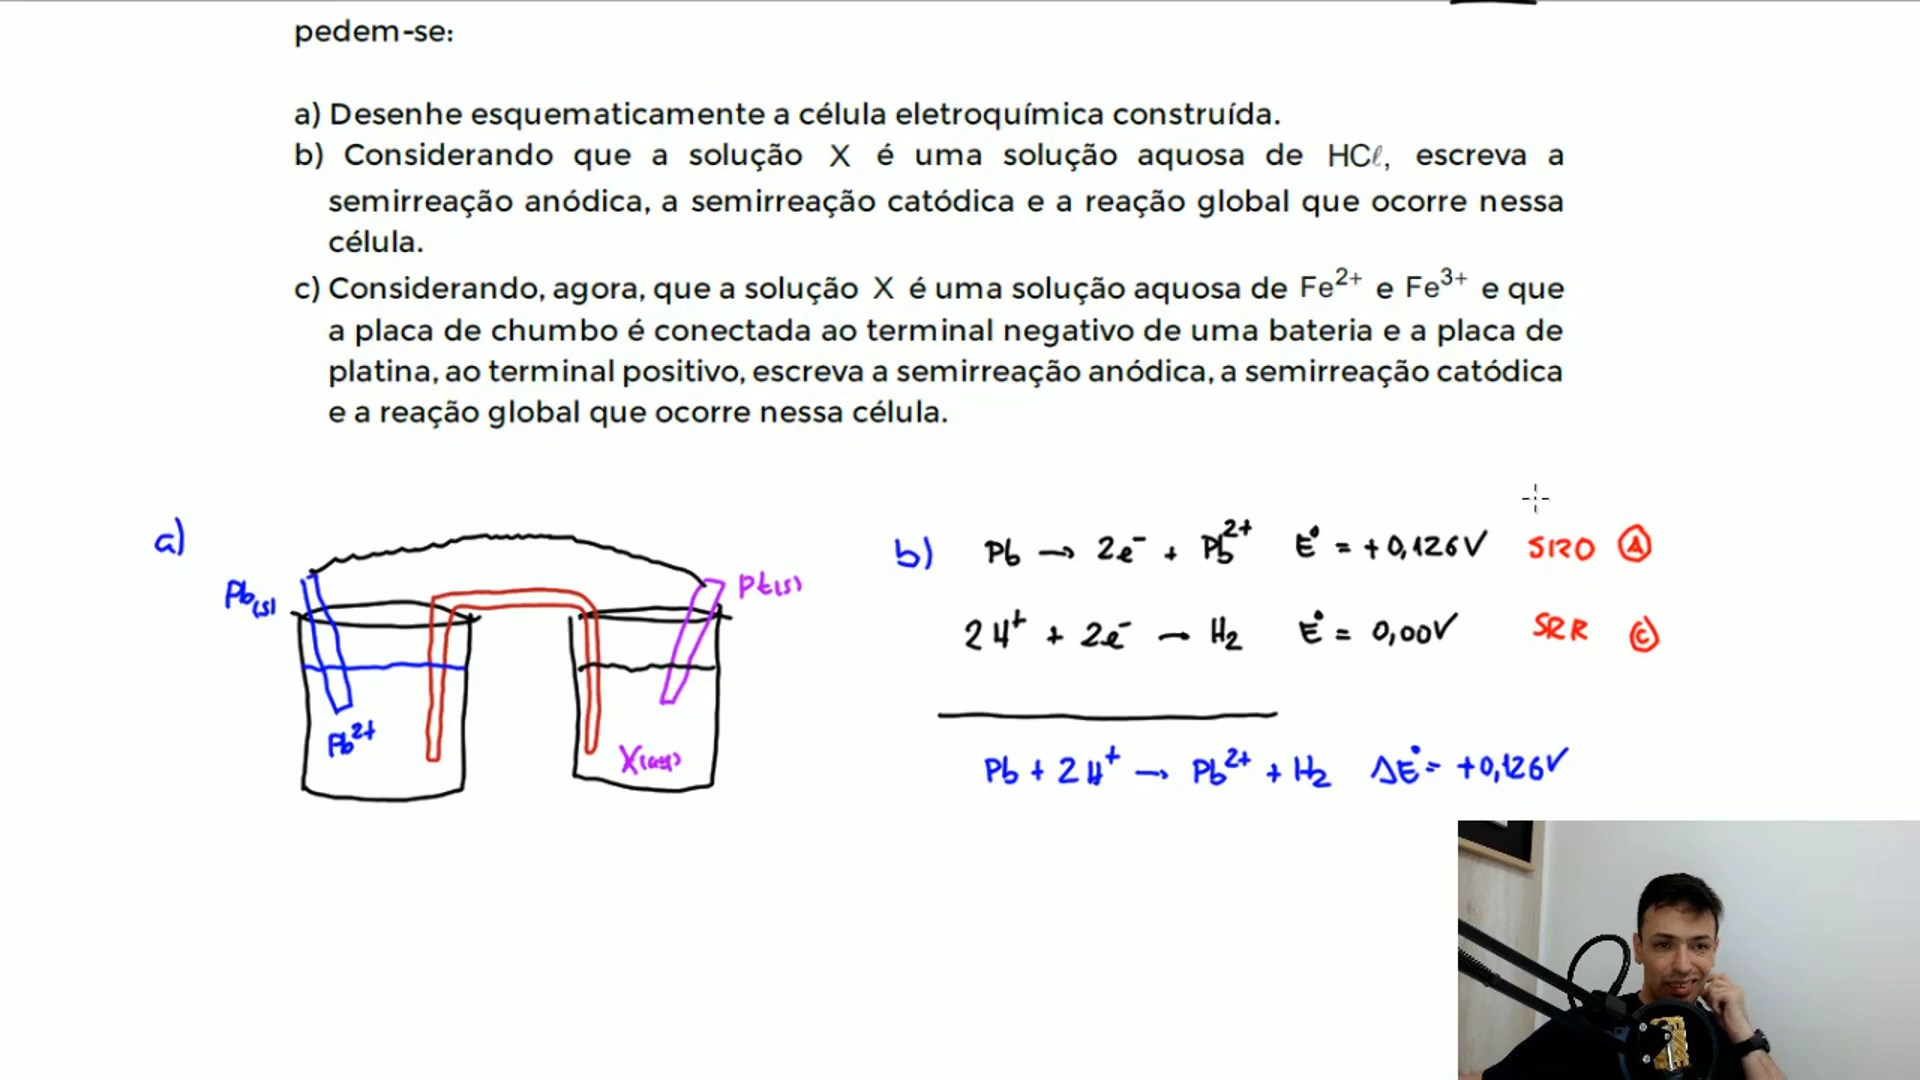 pedem-se:
a) Desenhe esquematicamente a célula eletroquímica construída.
b) Considerando que a solução X é uma solução aquosa de HCℓ, escreva a
semirreação anódica, a semirreação catódica e a reação global que ocorre nessa
célula.
c) Considerando, agora, que a solução X é uma solução aquosa de Fe²⁺ e Fe³⁺ e que
a placa de chumbo é conectada ao terminal negativo de uma bateria e a placa de
platina, ao terminal positivo, escreva a semirreação anódica, a semirreação catódica
e a reação global que ocorre nessa célula.
a)
Pb(s)
Pt(s)
Pb²⁺
X(aq)
b) Pb → 2e⁻ + Pb²⁺ E° = +0,126V SRO A
2H⁺ + 2e⁻ → H₂ E° = 0,00V SRR C
Pb + 2H⁺ → Pb²⁺ + H₂ ΔE° = +0,126V